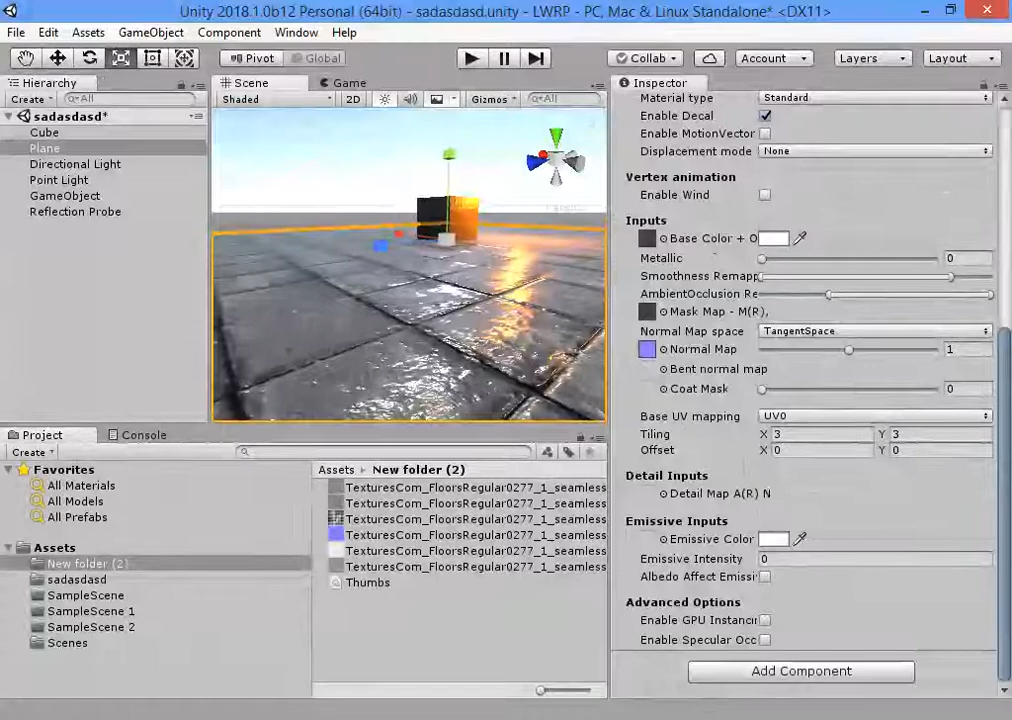 Unity 2018.1.0b12 Personal (64bit) - sadasdasd.unity - LWRP - PC, Mac & Linux Standalone* <DX11>
File Edit Assets GameObject Component Window Help
Pivot Global Collab Account Layers Layout
Hierarchy
Create All
sadasdasd*
Cube
Plane
Directional Light
Point Light
GameObject
Reflection Probe
Scene Game
Shaded 2D Gizmos All
Inspector
Material type Standard
Enable Decal
Enable MotionVector
Displacement mode None
Vertex animation
Enable Wind
Inputs
Base Color + O
Metallic 0
Smoothness Remapp
AmbientOcclusion Re
Mask Map - M(R),
Normal Map space TangentSpace
Normal Map 1
Bent normal map
Coat Mask 0
Base UV mapping UV0
Tiling X 3 Y 3
Offset X 0 Y 0
Detail Inputs
Detail Map A(R) N
Emissive Inputs
Emissive Color
Emissive Intensity 0
Albedo Affect Emissi
Advanced Options
Enable GPU Instancin
Enable Specular Occ
Add Component
Project Console
Create
Favorites
All Materials
All Models
All Prefabs
Assets
New folder (2)
sadasdasd
SampleScene
SampleScene 1
SampleScene 2
Scenes
Assets New folder (2)
TexturesCom_FloorsRegular0277_1_seamless
TexturesCom_FloorsRegular0277_1_seamless
TexturesCom_FloorsRegular0277_1_seamless
TexturesCom_FloorsRegular0277_1_seamless
TexturesCom_FloorsRegular0277_1_seamless
TexturesCom_FloorsRegular0277_1_seamless
Thumbs